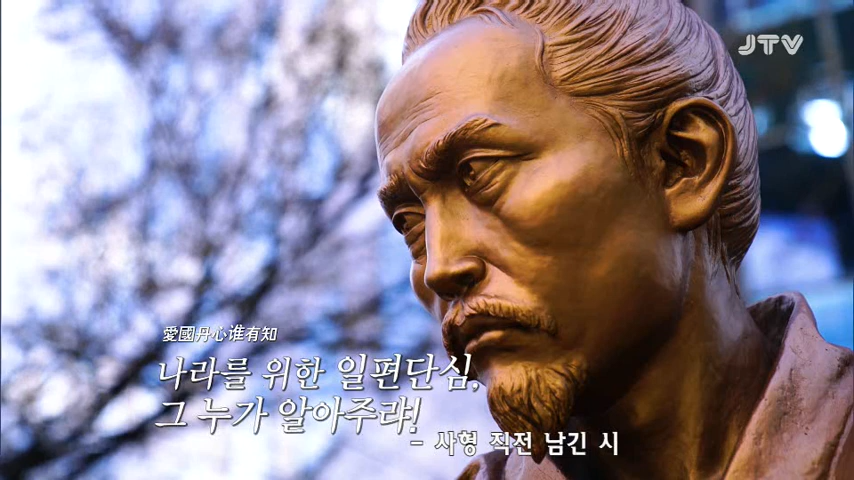 JTV
愛國丹心谁有知
나라를 위한 일편단심,
그 누가 알아주랴!
- 사형 직전 남긴 시